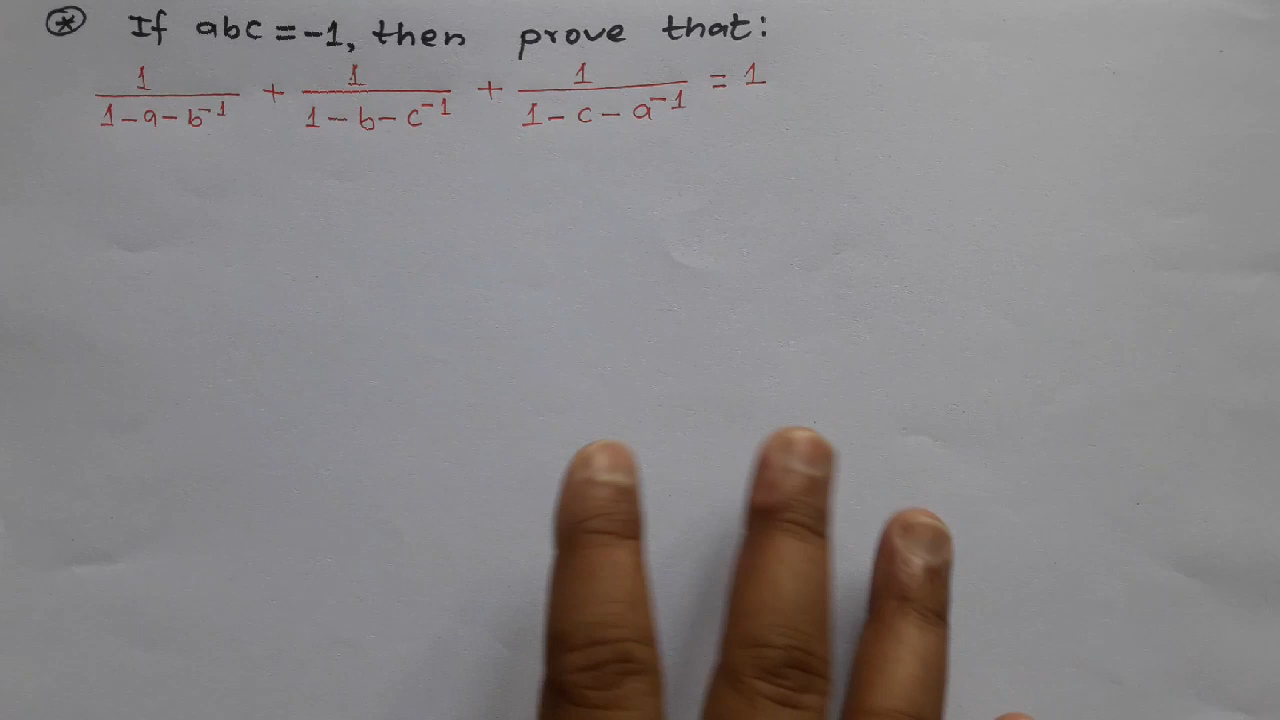 ⊛ If abc = -1, then prove that:
1/(1-a-b⁻¹) + 1/(1-b-c⁻¹) + 1/(1-c-a⁻¹) = 1